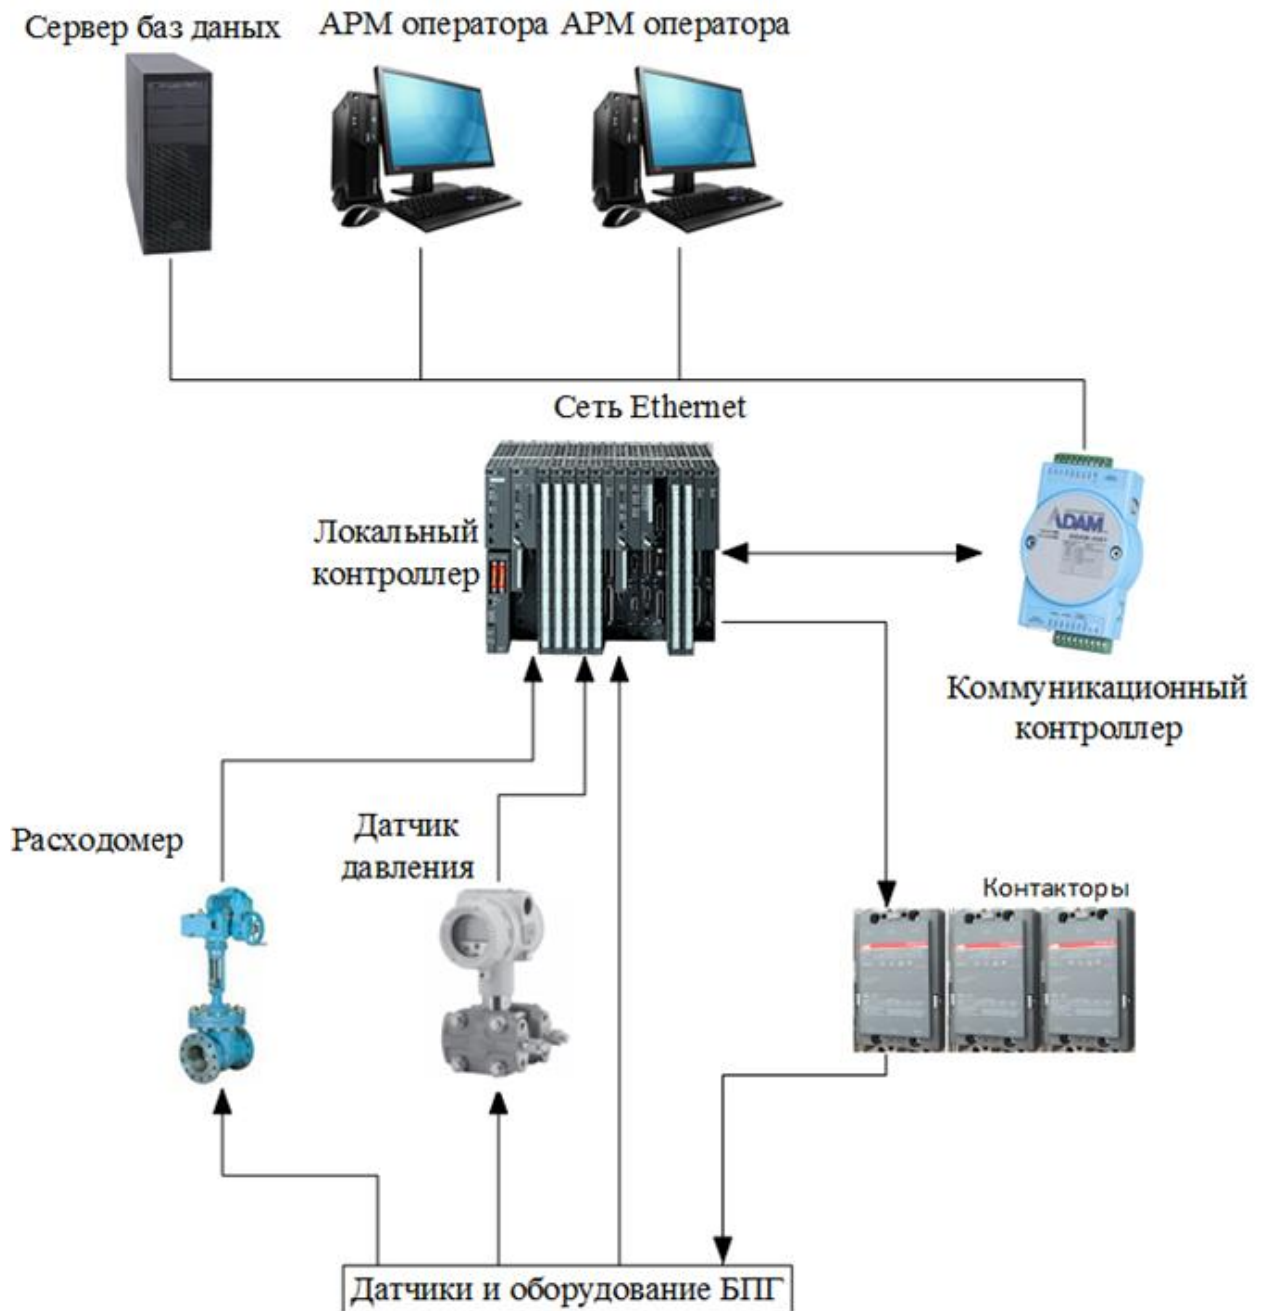 Сервер баз даных
АРМ оператора
АРМ оператора
Сеть Ethernet
Локальный
контроллер
ADAM
Коммуникационный
контроллер
Расходомер
Датчик
давления
Контакторы
Датчики и оборудование БПГ